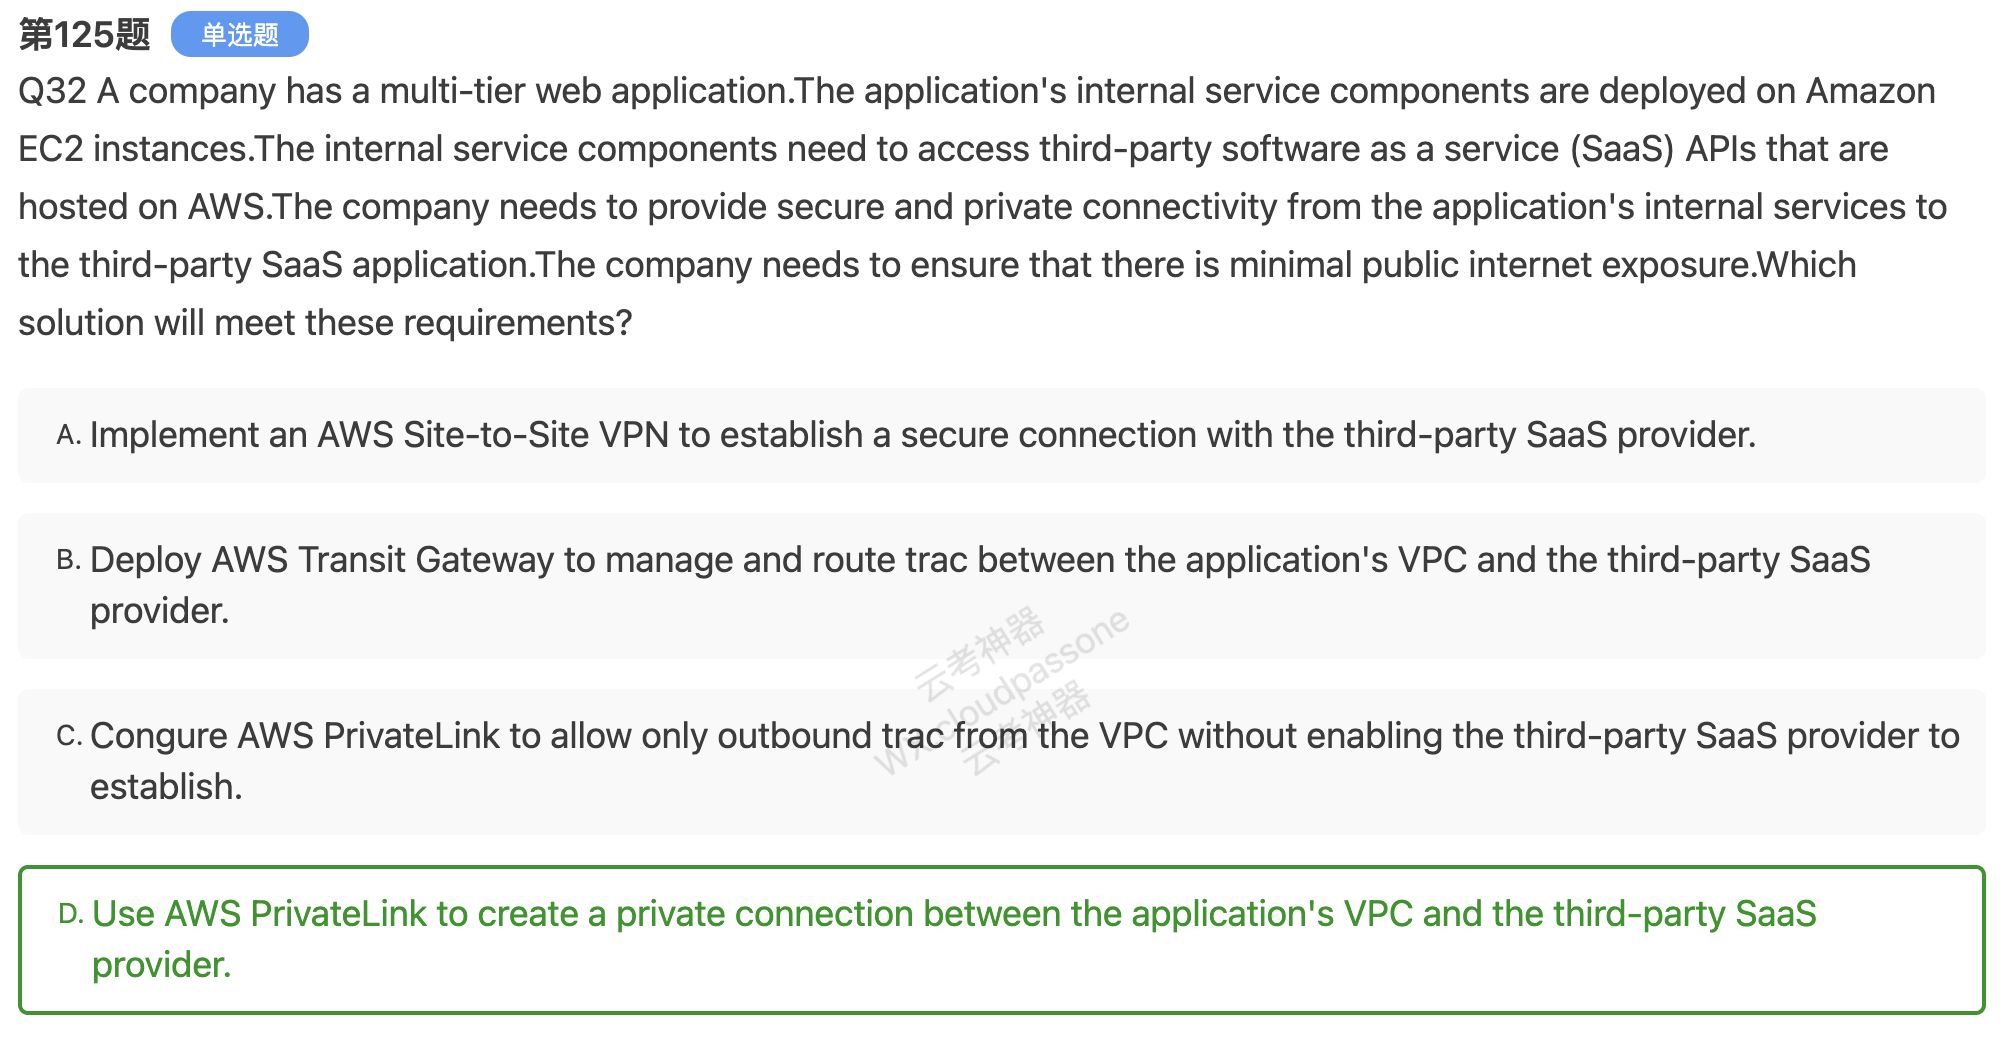 第125题 单选题
Q32 A company has a multi-tier web application.The application's internal service components are deployed on Amazon
EC2 instances.The internal service components need to access third-party software as a service (SaaS) APIs that are
hosted on AWS.The company needs to provide secure and private connectivity from the application's internal services to
the third-party SaaS application.The company needs to ensure that there is minimal public internet exposure.Which
solution will meet these requirements?
A. Implement an AWS Site-to-Site VPN to establish a secure connection with the third-party SaaS provider.
B. Deploy AWS Transit Gateway to manage and route trac between the application's VPC and the third-party SaaS
provider.
云考神器
WX:cloudpassone
云考神器
C. Congure AWS PrivateLink to allow only outbound trac from the VPC without enabling the third-party SaaS provider to
establish.
D. Use AWS PrivateLink to create a private connection between the application's VPC and the third-party SaaS
provider.